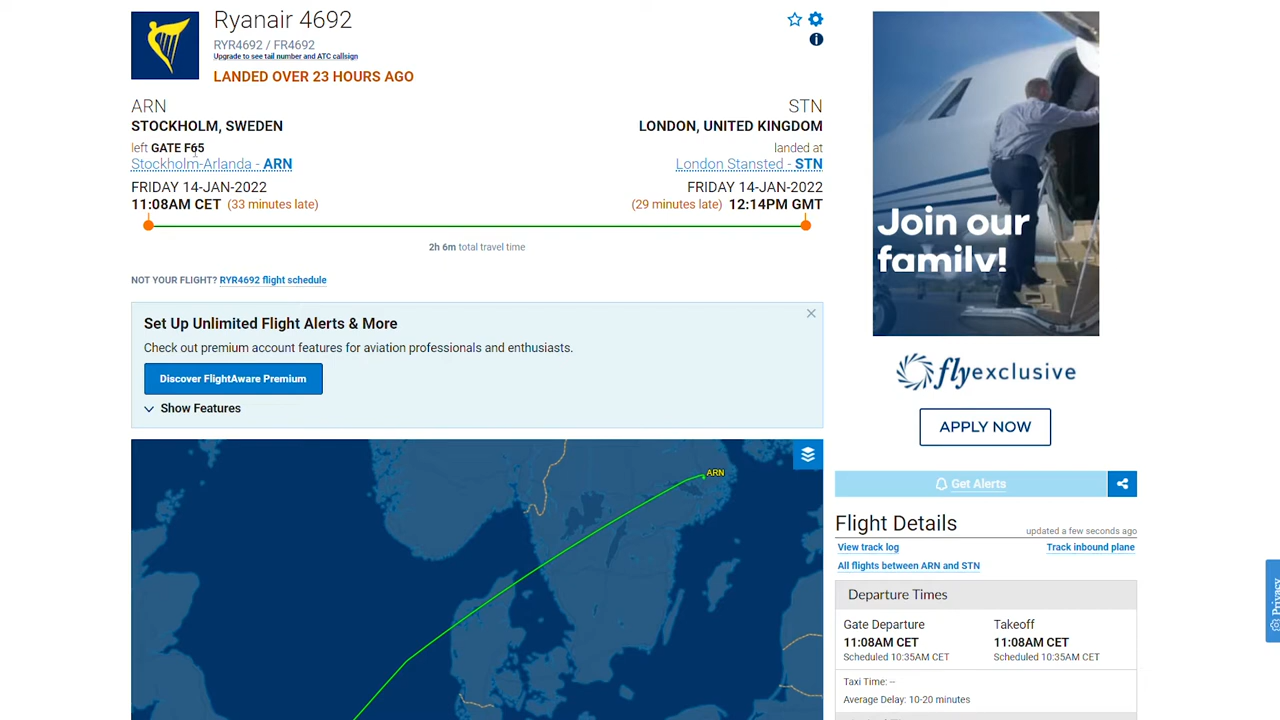 Ryanair 4692
RYR4692 / FR4692
Upgrade to see tail number and ATC callsign
LANDED OVER 23 HOURS AGO
ARN
STOCKHOLM, SWEDEN
left GATE F65
Stockholm-Arlanda - ARN
FRIDAY 14-JAN-2022
11:08AM CET (33 minutes late)
STN
LONDON, UNITED KINGDOM
landed at
London Stansted - STN
FRIDAY 14-JAN-2022
(29 minutes late) 12:14PM GMT
2h 6m total travel time
NOT YOUR FLIGHT? RYR4692 flight schedule
Set Up Unlimited Flight Alerts & More
Check out premium account features for aviation professionals and enthusiasts.
Discover FlightAware Premium
Show Features
ARN
Join our
family!
flyexclusive
APPLY NOW
Get Alerts
Flight Details
updated a few seconds ago
View track log
Track inbound plane
All flights between ARN and STN
Departure Times
Gate Departure
11:08AM CET
Scheduled 10:35AM CET
Takeoff
11:08AM CET
Scheduled 10:35AM CET
Taxi Time: --
Average Delay: 10-20 minutes
Privacy